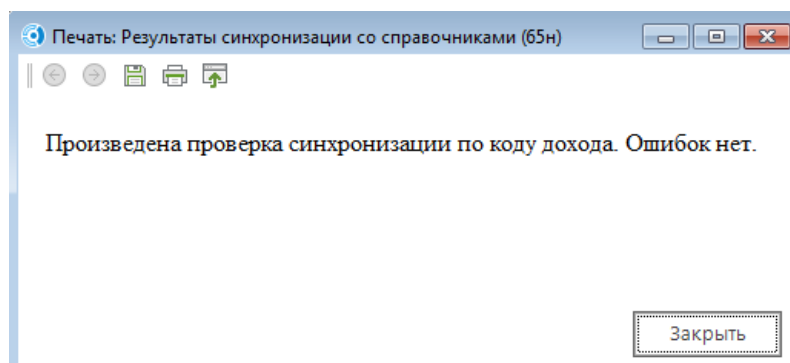 Печать: Результаты синхронизации со справочниками (65н)
Произведена проверка синхронизации по коду дохода. Ошибок нет.
Закрыть